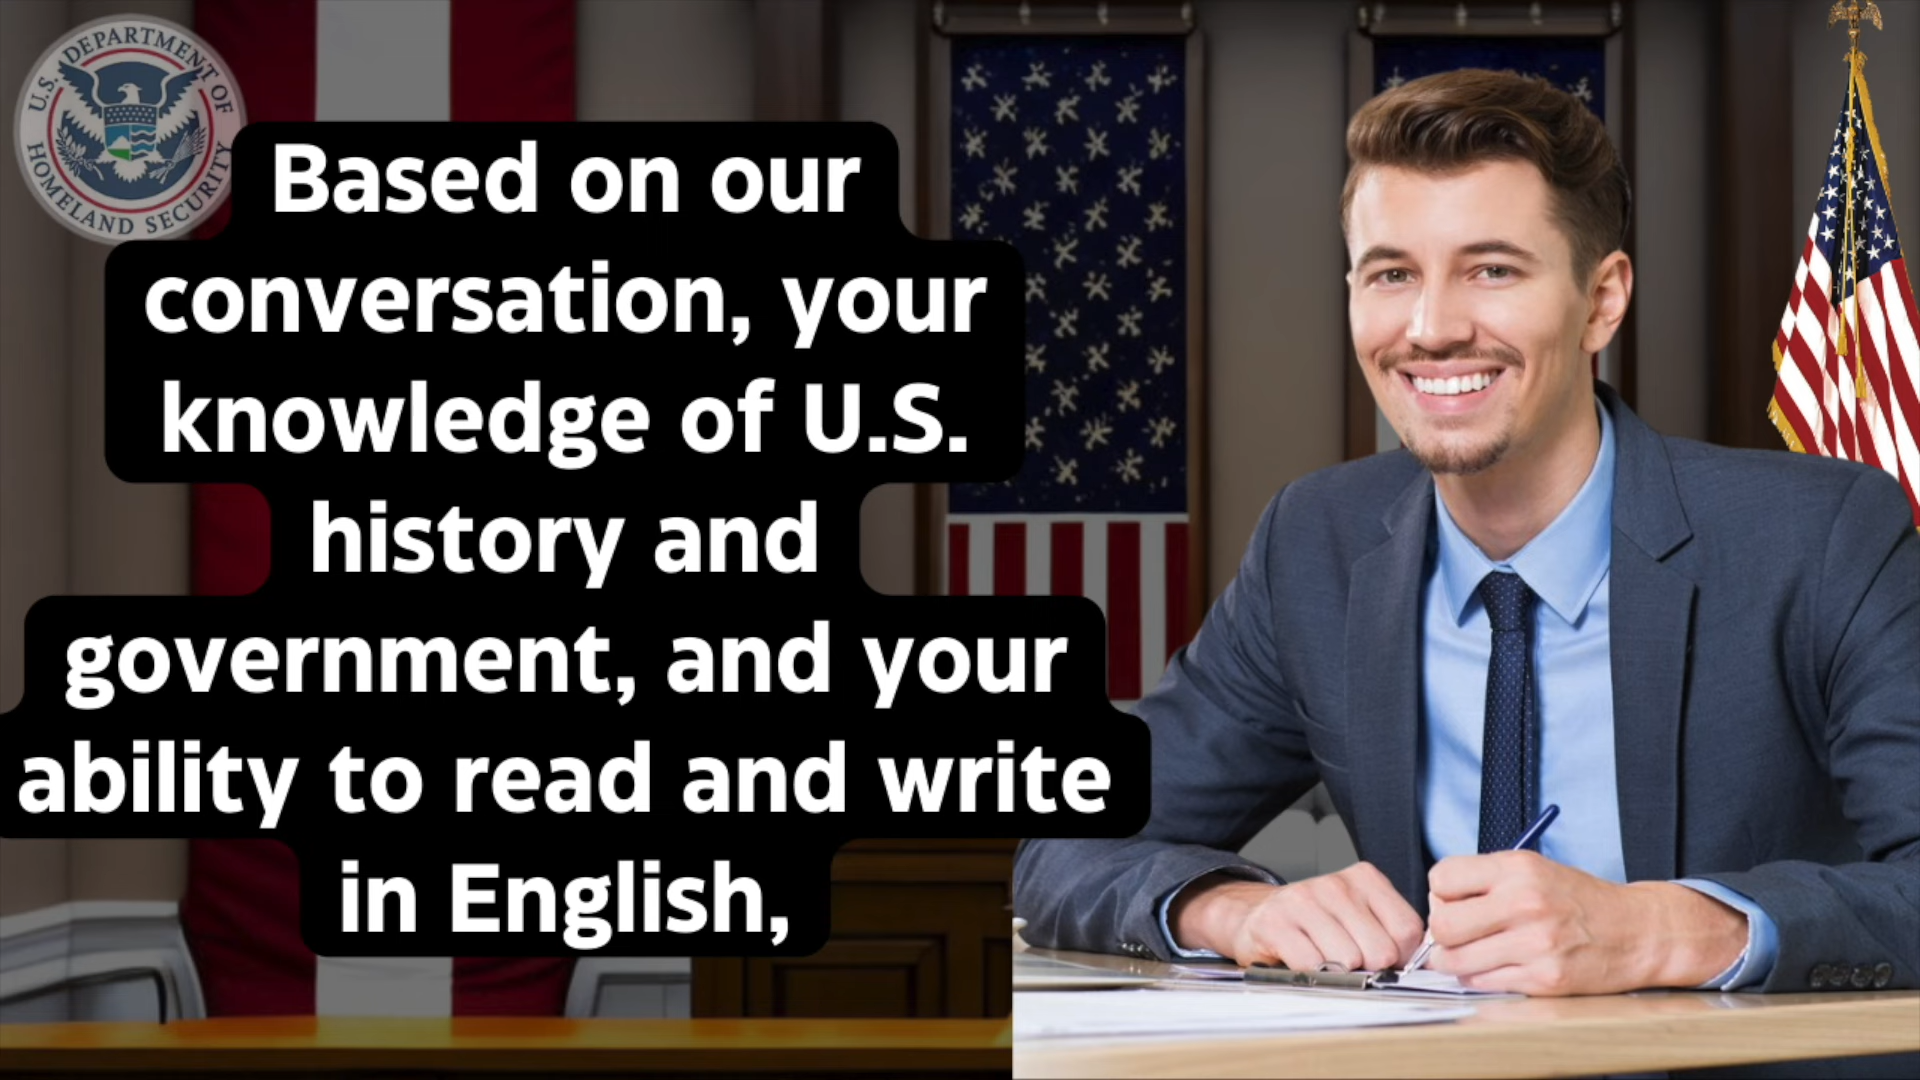 U.S. DEPARTMENT OF
HOMELAND SECURITY
Based on our
conversation, your
knowledge of U.S.
history and
government, and your
ability to read and write
in English,